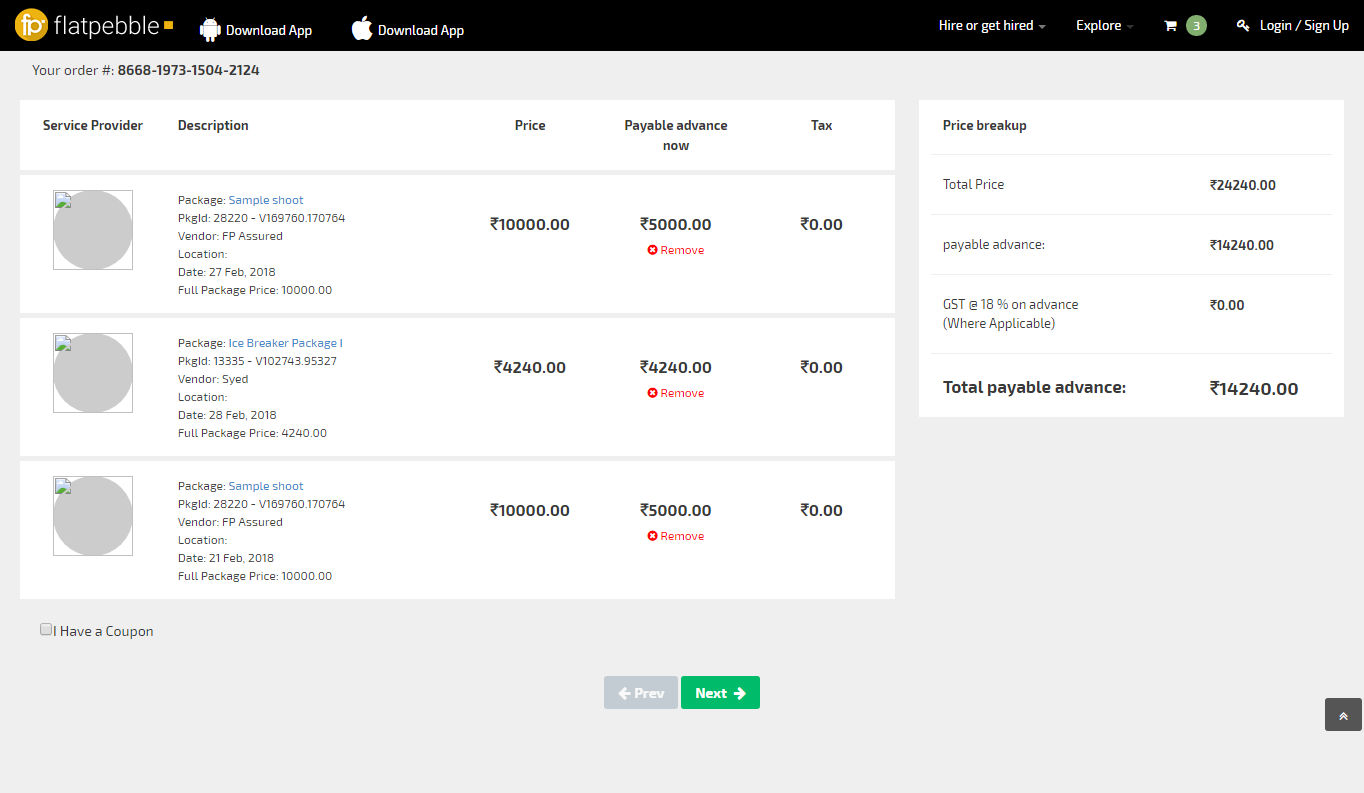 fp flatpebble Download App Download App Hire or get hired Explore 3 Login / Sign Up
Your order #: 8668-1973-1504-2124
Service Provider Description Price Payable advance now Tax
Package: Sample shoot
PkgId: 28220 - V169760.170764
Vendor: FP Assured
Location:
Date: 27 Feb, 2018
Full Package Price: 10000.00
₹10000.00 ₹5000.00 ₹0.00
Remove
Package: Ice Breaker Package I
PkgId: 13335 - V102743.95327
Vendor: Syed
Location:
Date: 28 Feb, 2018
Full Package Price: 4240.00
₹4240.00 ₹4240.00 ₹0.00
Remove
Package: Sample shoot
PkgId: 28220 - V169760.170764
Vendor: FP Assured
Location:
Date: 21 Feb, 2018
Full Package Price: 10000.00
₹10000.00 ₹5000.00 ₹0.00
Remove
I Have a Coupon
Prev Next
Price breakup
Total Price ₹24240.00
payable advance: ₹14240.00
GST @ 18 % on advance ₹0.00
(Where Applicable)
Total payable advance: ₹14240.00